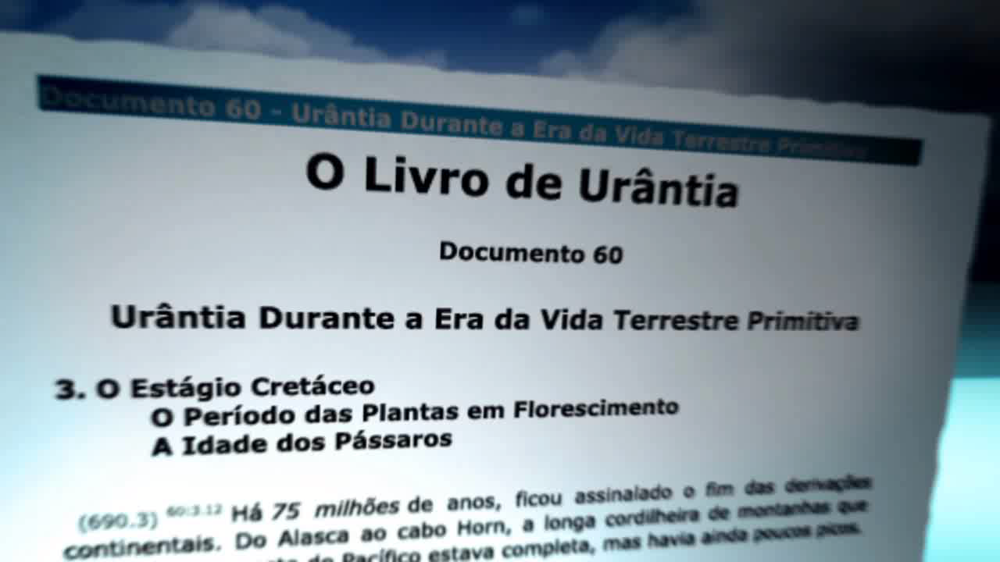 Documento 60 - Urântia Durante a Era da Vida Terrestre Primitiva
O Livro de Urântia
Documento 60
Urântia Durante a Era da Vida Terrestre Primitiva
3. O Estágio Cretáceo
O Período das Plantas em Florescimento
A Idade dos Pássaros
(690.3) 60:3.12 Há 75 milhões de anos, ficou assinalado o fim das derivações
continentais. Do Alasca ao cabo Horn, a longa cordilheira de montanhas que
do Pacífico estava completa, mas havia ainda poucos picos.